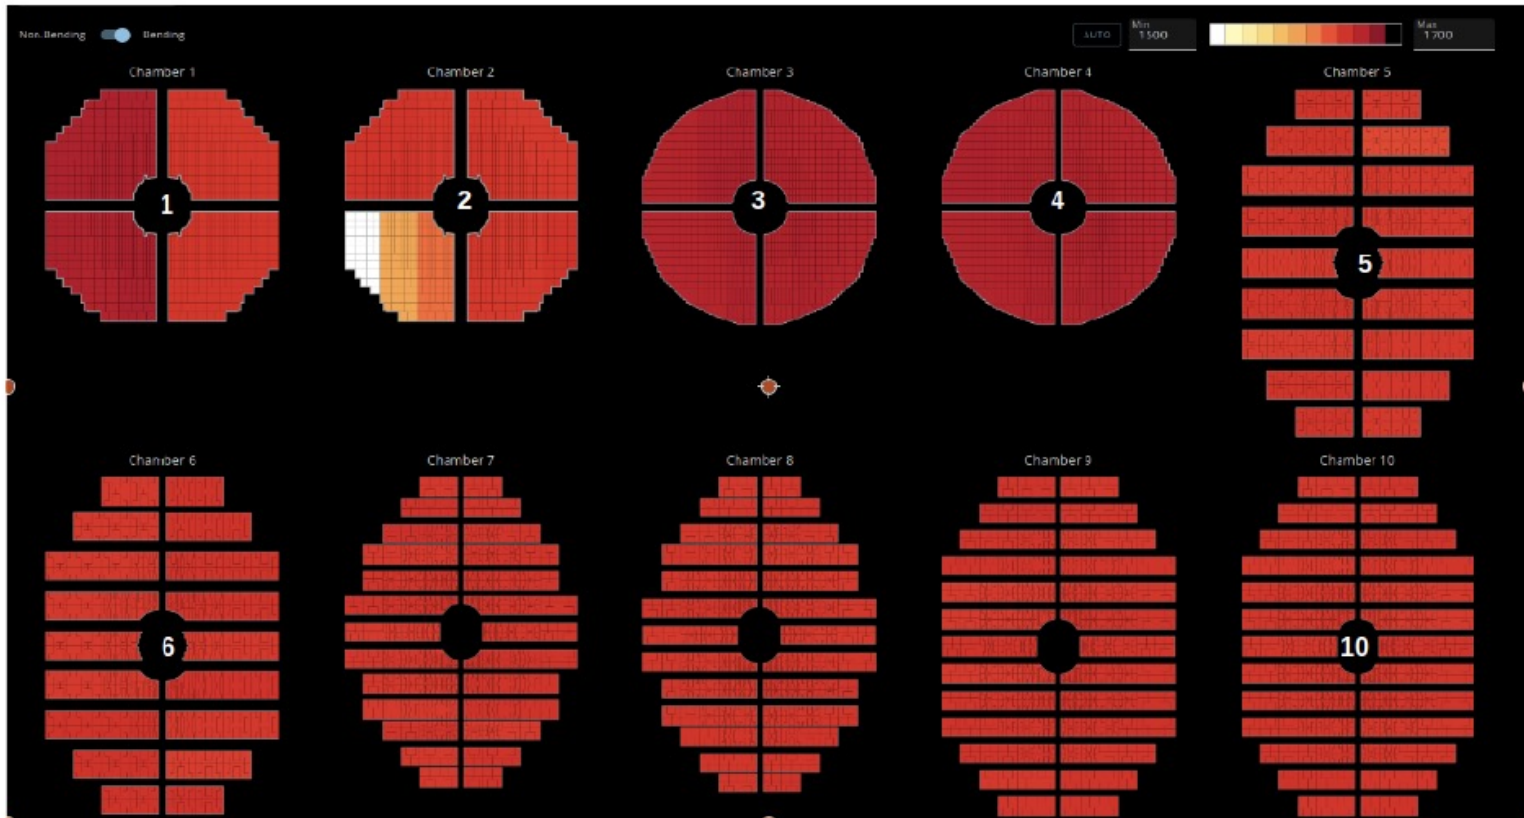 Non Bending Bending AUTO Min 1500 Max 1700
Chamber 1 Chamber 2 Chamber 3 Chamber 4 Chamber 5
1 2 3 4 5
Chamber 6 Chamber 7 Chamber 8 Chamber 9 Chamber 10
6 10